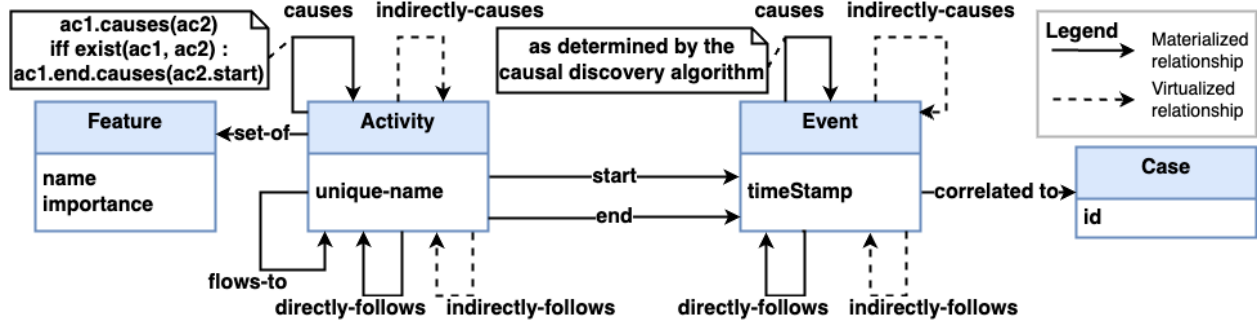 causes
indirectly-causes
causes
indirectly-causes
ac1.causes(ac2)
iff exist(ac1, ac2) :
ac1.end.causes(ac2.start)
as determined by the
causal discovery algorithm
Legend
Materialized
relationship
Virtualized
relationship
Feature
name
importance
set-of
Activity
unique-name
start
end
Event
timeStamp
correlated to
Case
id
flows-to
directly-follows
indirectly-follows
directly-follows
indirectly-follows